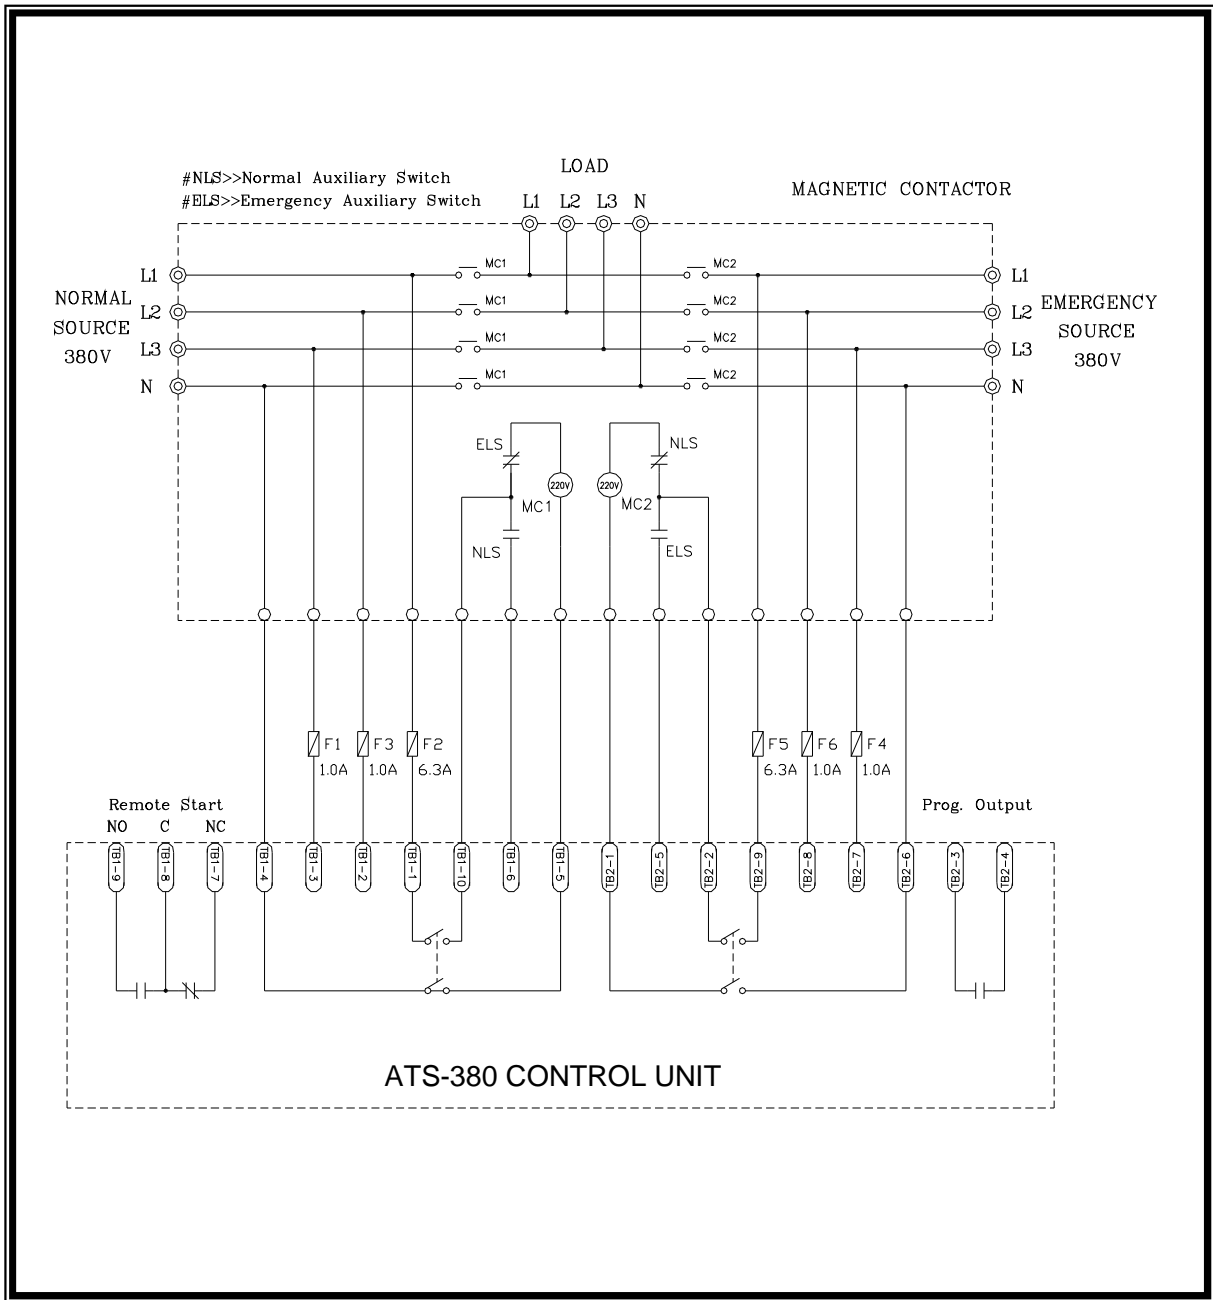 LOAD
#NLS>>Normal Auxiliary Switch
MAGNETIC CONTACTOR
#ELS>>Emergency Auxiliary Switch
L1 L2 L3 N
L1 MC1 MC2 L1
NORMAL SOURCE 380V
L2 MC1 MC2 L2
EMERGENCY SOURCE 380V
L3 MC1 MC2 L3
N MC1 MC2 N
ELS NLS
220V 220V
MC1 MC2
NLS ELS
F1 F3 F2 F5 F6 F4
1.0A 1.0A 6.3A 6.3A 1.0A 1.0A
Remote Start Prog. Output
NO C NC
TB1-9 TB1-8 TB1-7 TB1-4 TB1-3 TB1-2 TB1-1 TB1-10 TB1-6 TB1-5 TB2-1 TB2-5 TB2-2 TB2-9 TB2-8 TB2-7 TB2-6 TB2-3 TB2-4
ATS-380 CONTROL UNIT